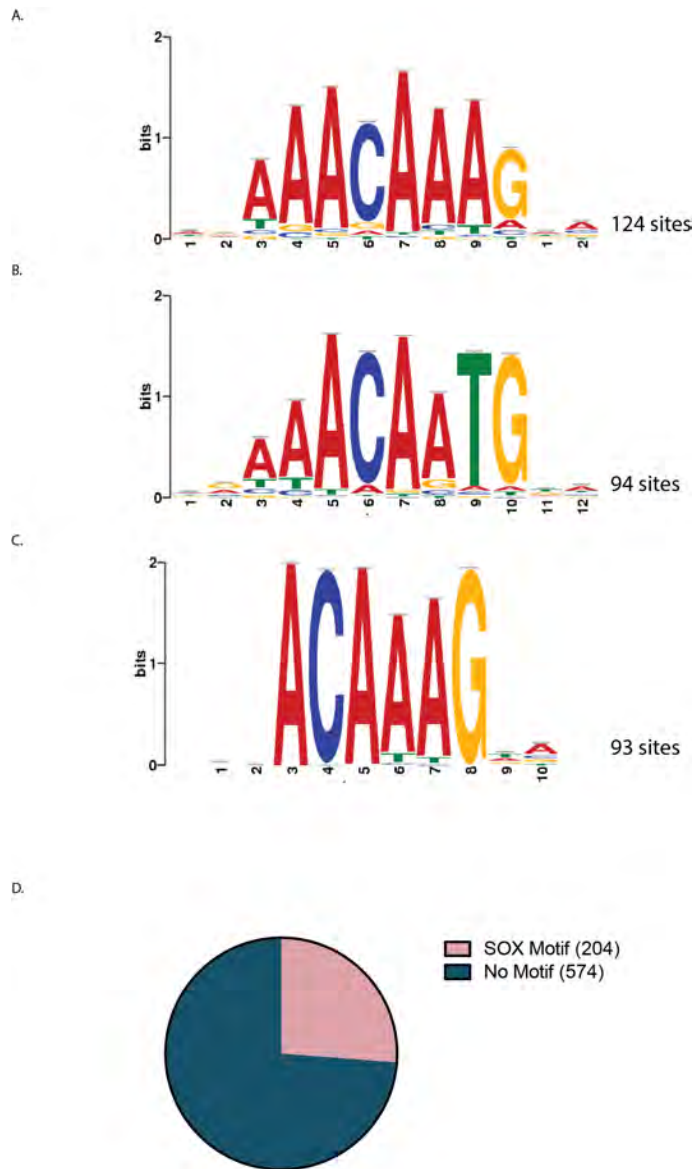 A.
2
bits
1
0
AAACAAAG
1 2 3 4 5 6 7 8 9 0 1 2
124 sites
B.
2
bits
1
0
AAACAATG
1 2 3 4 5 6 7 8 9 10 11 12
94 sites
C.
2
bits
1
0
ACAAAG
1 2 3 4 5 6 7 8 9 10
93 sites
D.
SOX Motif (204)
No Motif (574)